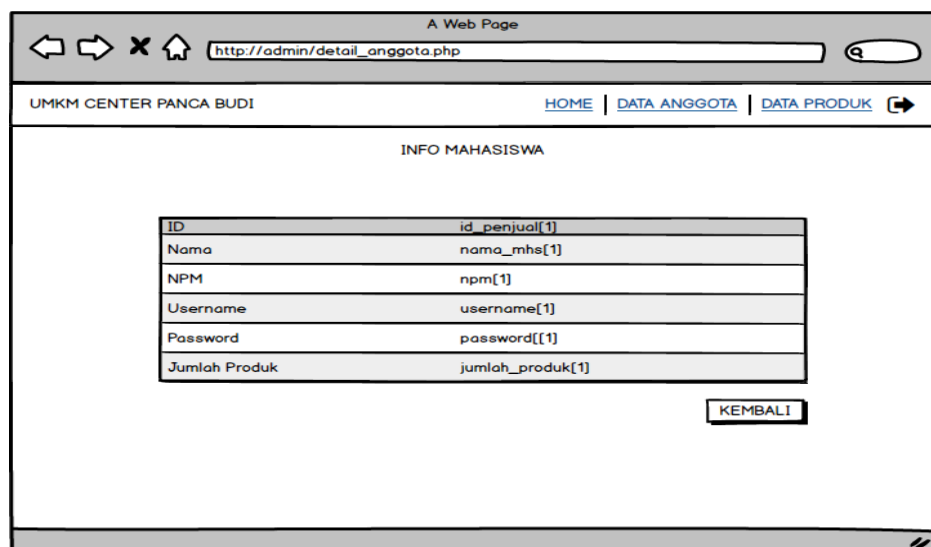 A Web Page
http://admin/detail_anggota.php
UMKM CENTER PANCA BUDI HOME DATA ANGGOTA DATA PRODUK
INFO MAHASISWA
ID id_penjual[1]
Nama nama_mhs[1]
NPM npm[1]
Username username[1]
Password password[[1]
Jumlah Produk jumlah_produk[1]
KEMBALI